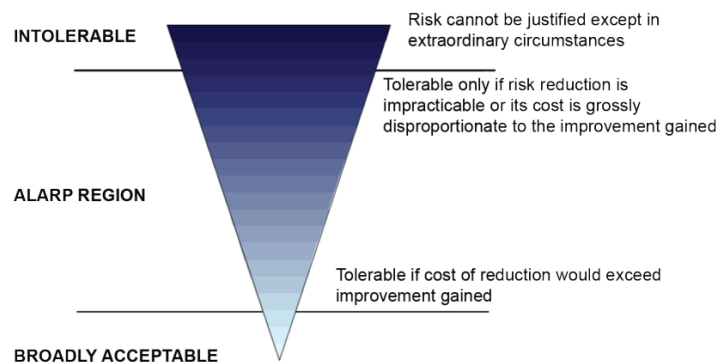 INTOLERABLE
Risk cannot be justified except in
extraordinary circumstances
Tolerable only if risk reduction is
impracticable or its cost is grossly
disproportionate to the improvement gained
ALARP REGION
Tolerable if cost of reduction would exceed
improvement gained
BROADLY ACCEPTABLE